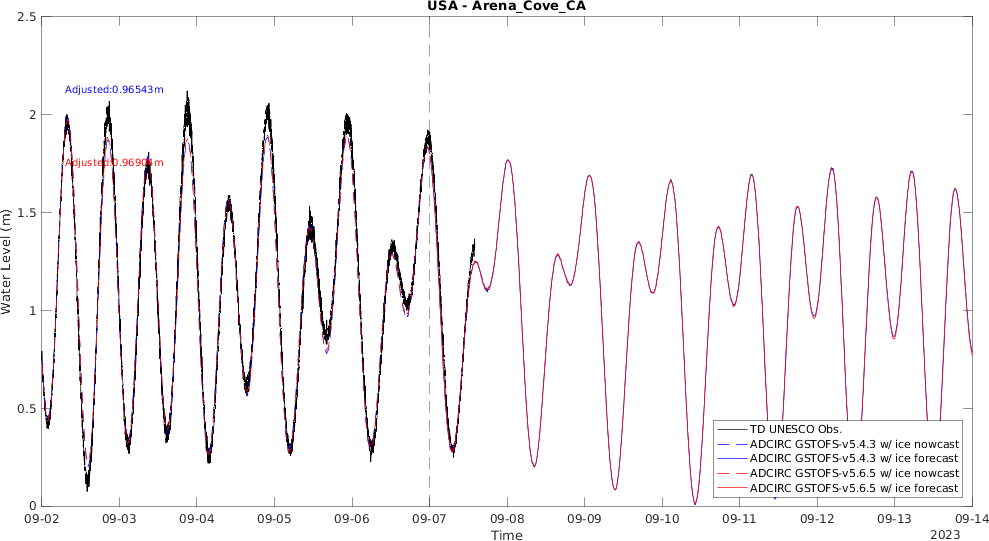 USA - Arena_Cove_CA
Water Level (m)
2.5
2
1.5
1
0.5
0
Adjusted:0.96543m
Adjusted:0.96904m
TD UNESCO Obs.
ADCIRC GSTOFS-v5.4.3 w/ ice nowcast
ADCIRC GSTOFS-v5.4.3 w/ ice forecast
ADCIRC GSTOFS-v5.6.5 w/ ice nowcast
ADCIRC GSTOFS-v5.6.5 w/ ice forecast
09-02 09-03 09-04 09-05 09-06 09-07 09-08 09-09 09-10 09-11 09-12 09-13 09-14
Time
2023